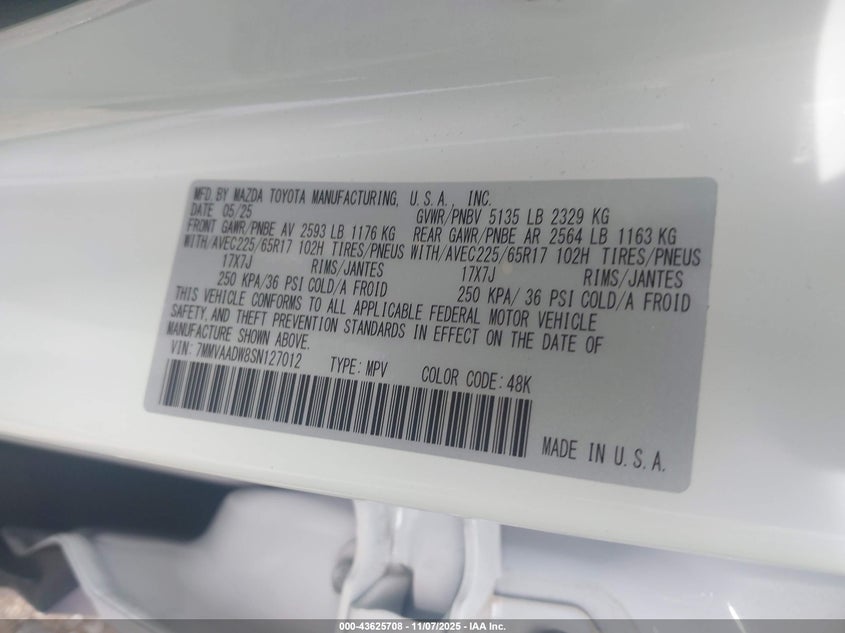 MFD. BY MAZDA TOYOTA MANUFACTURING, U.S.A., INC.
DATE 05/25 GVWR/PNBV 5135 LB 2329 KG
FRONT GAWR/PNBE AV 2593 LB 1176 KG REAR GAWR/PNBE AR 2564 LB 1163 KG
WITH/AVEC225/65R17 102H TIRES/PNEUS WITH/AVEC225/65R17 102H TIRES/PNEUS
17X7J RIMS/JANTES 17X7J RIMS/JANTES
250 KPA/36 PSI COLD/A FROID 250 KPA/ 36 PSI COLD/A FROID
THIS VEHICLE CONFORMS TO ALL APPLICABLE FEDERAL MOTOR VEHICLE
SAFETY, AND THEFT PREVENTION STANDARDS IN EFFECT ON THE DATE OF
MANUFACTURE SHOWN ABOVE.
VIN: 7MMVAADW8SN127012 TYPE: MPV COLOR CODE: 48K
MADE IN U.S.A.
000-43625708 - 11/07/2025 - IAA Inc.